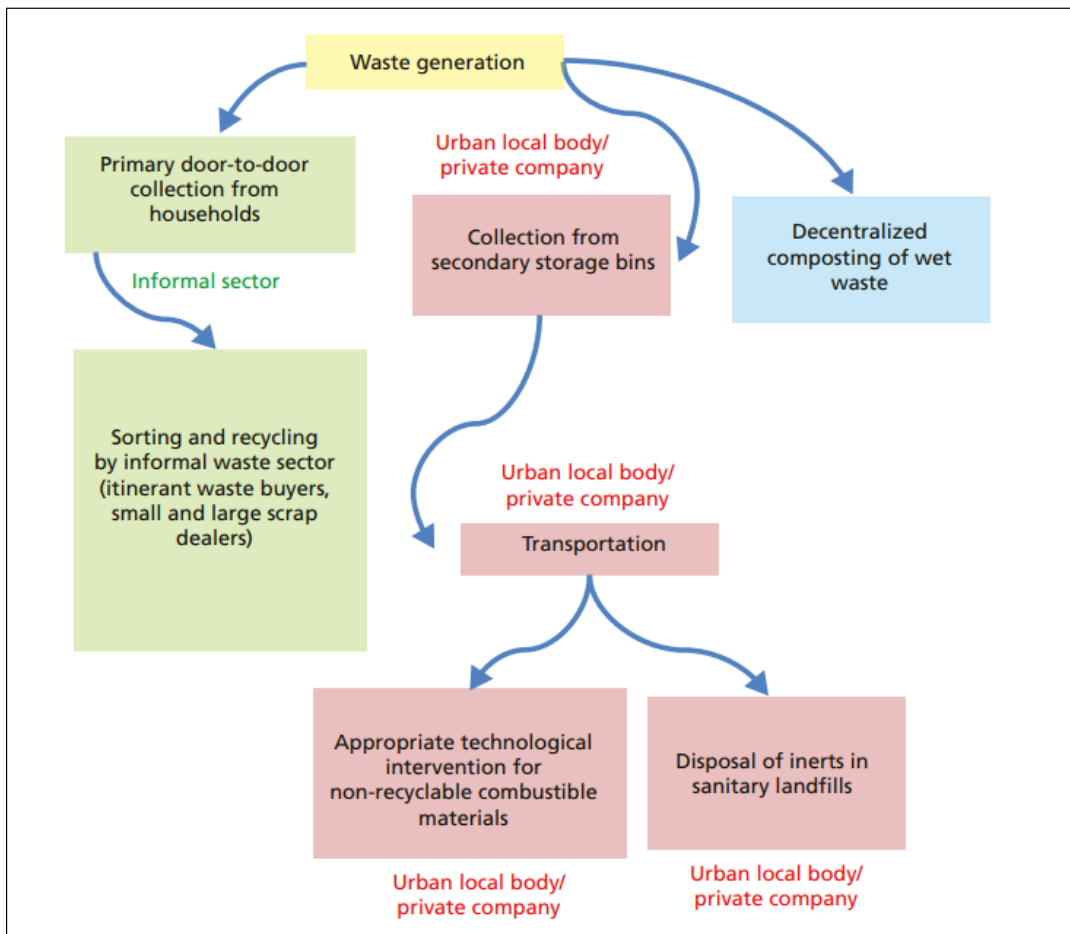 Waste generation
Primary door-to-door
collection from
households
Informal sector
Sorting and recycling
by informal waste sector
(itinerant waste buyers,
small and large scrap
dealers)
Urban local body/
private company
Collection from
secondary storage bins
Decentralized
composting of wet
waste
Urban local body/
private company
Transportation
Appropriate technological
intervention for
non-recyclable combustible
materials
Urban local body/
private company
Disposal of inerts in
sanitary landfills
Urban local body/
private company